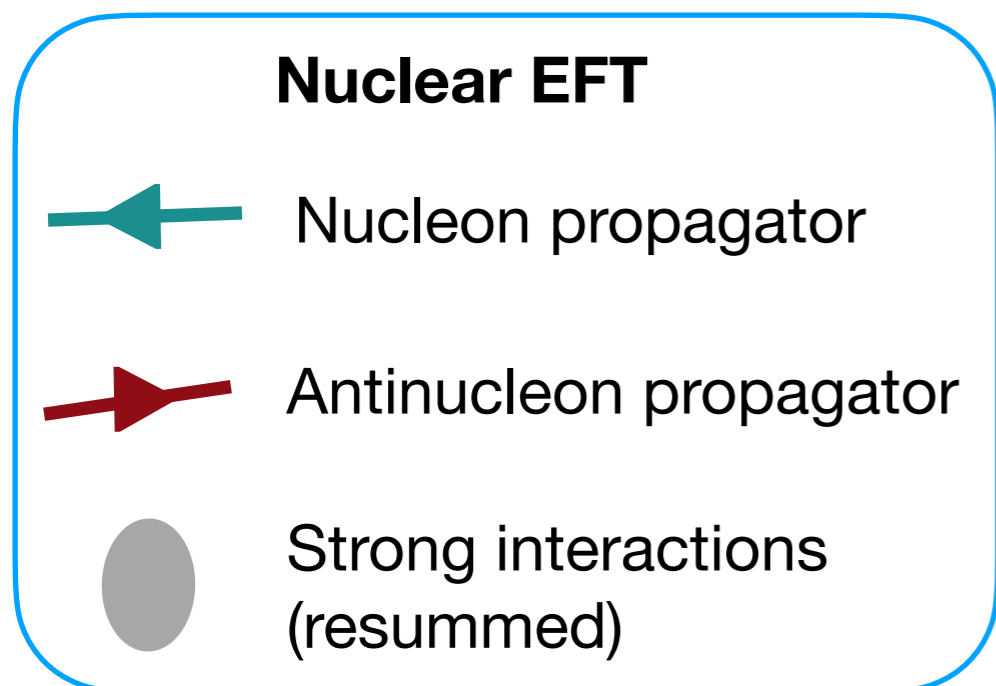 Nuclear EFT
Nucleon propagator
Antinucleon propagator
Strong interactions
(resummed)